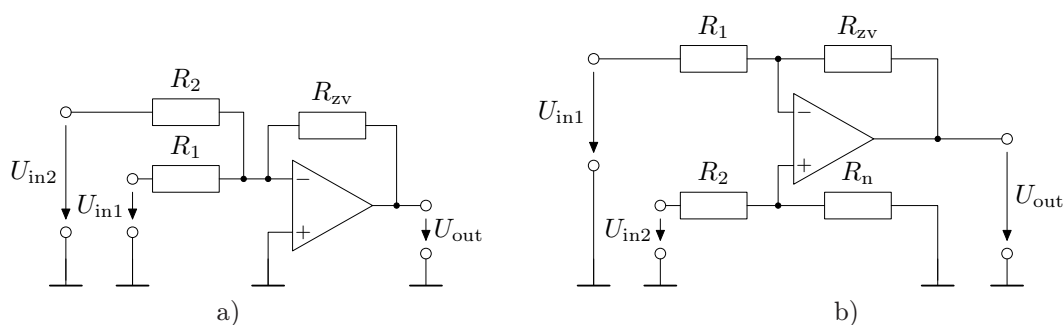 R2
Rzv
R1
Uin2
Uin1
−
+
Uout
a)
R1
Rzv
Uin1
−
+
R2
Rn
Uin2
Uout
b)